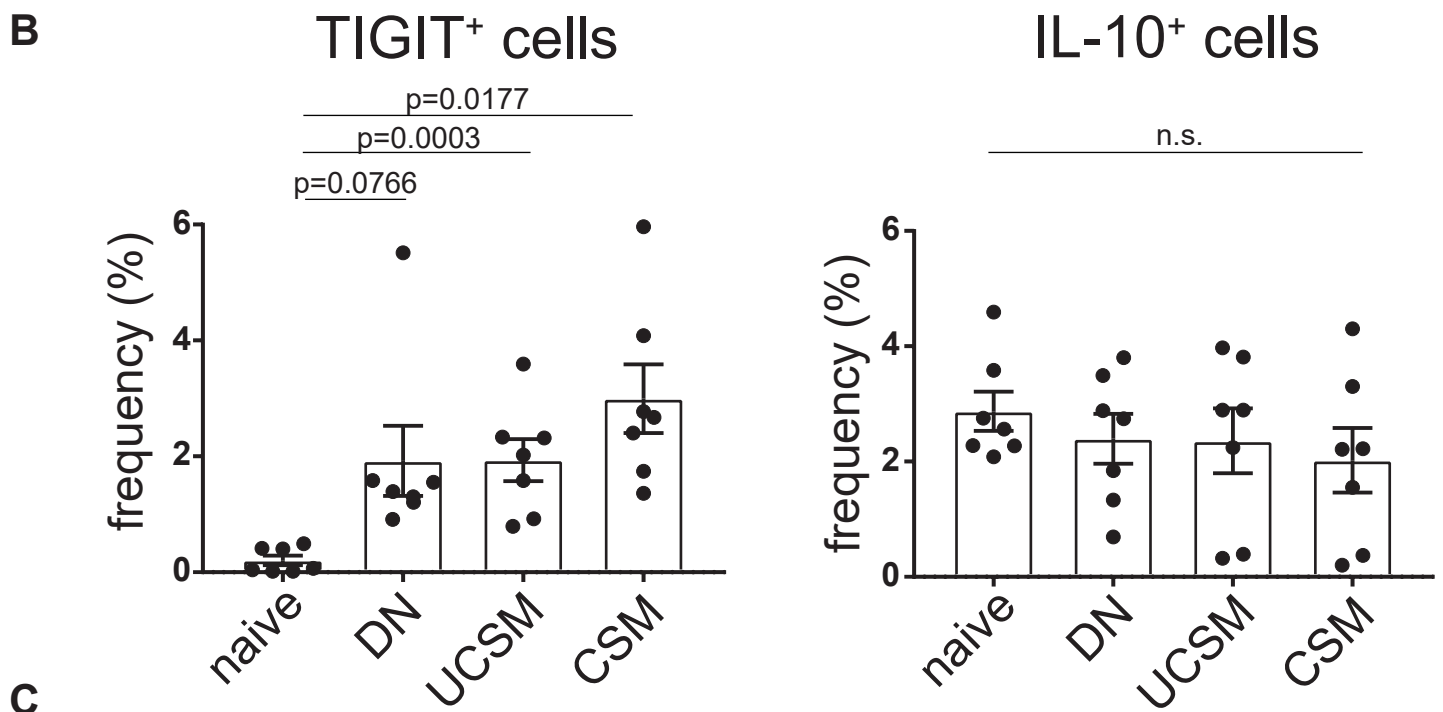 B
TIGIT⁺ cells
p=0.0177
p=0.0003
p=0.0766
frequency (%)
6
4
2
0
naive
DN
UCSM
CSM
IL-10⁺ cells
n.s.
frequency (%)
6
4
2
0
naive
DN
UCSM
CSM
C